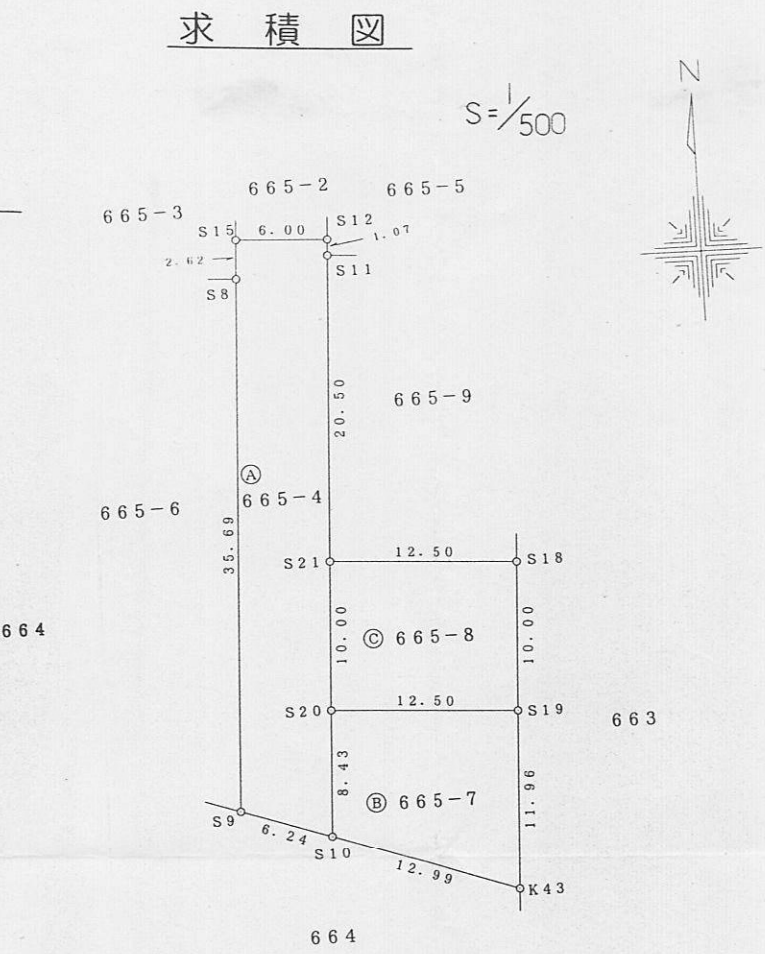 求 積 図
N
S=1/500
665-2
665-5
665-3
S15
6.00
S12
1.07
2.62
S11
S8
20.50
665-9
Ⓐ
665-4
665-6
35.69
S21
12.50
S18
664
10.00
Ⓒ 665-8
10.00
S20
12.50
S19
663
8.43
Ⓑ 665-7
11.96
S9
6.24
S10
12.99
K43
664